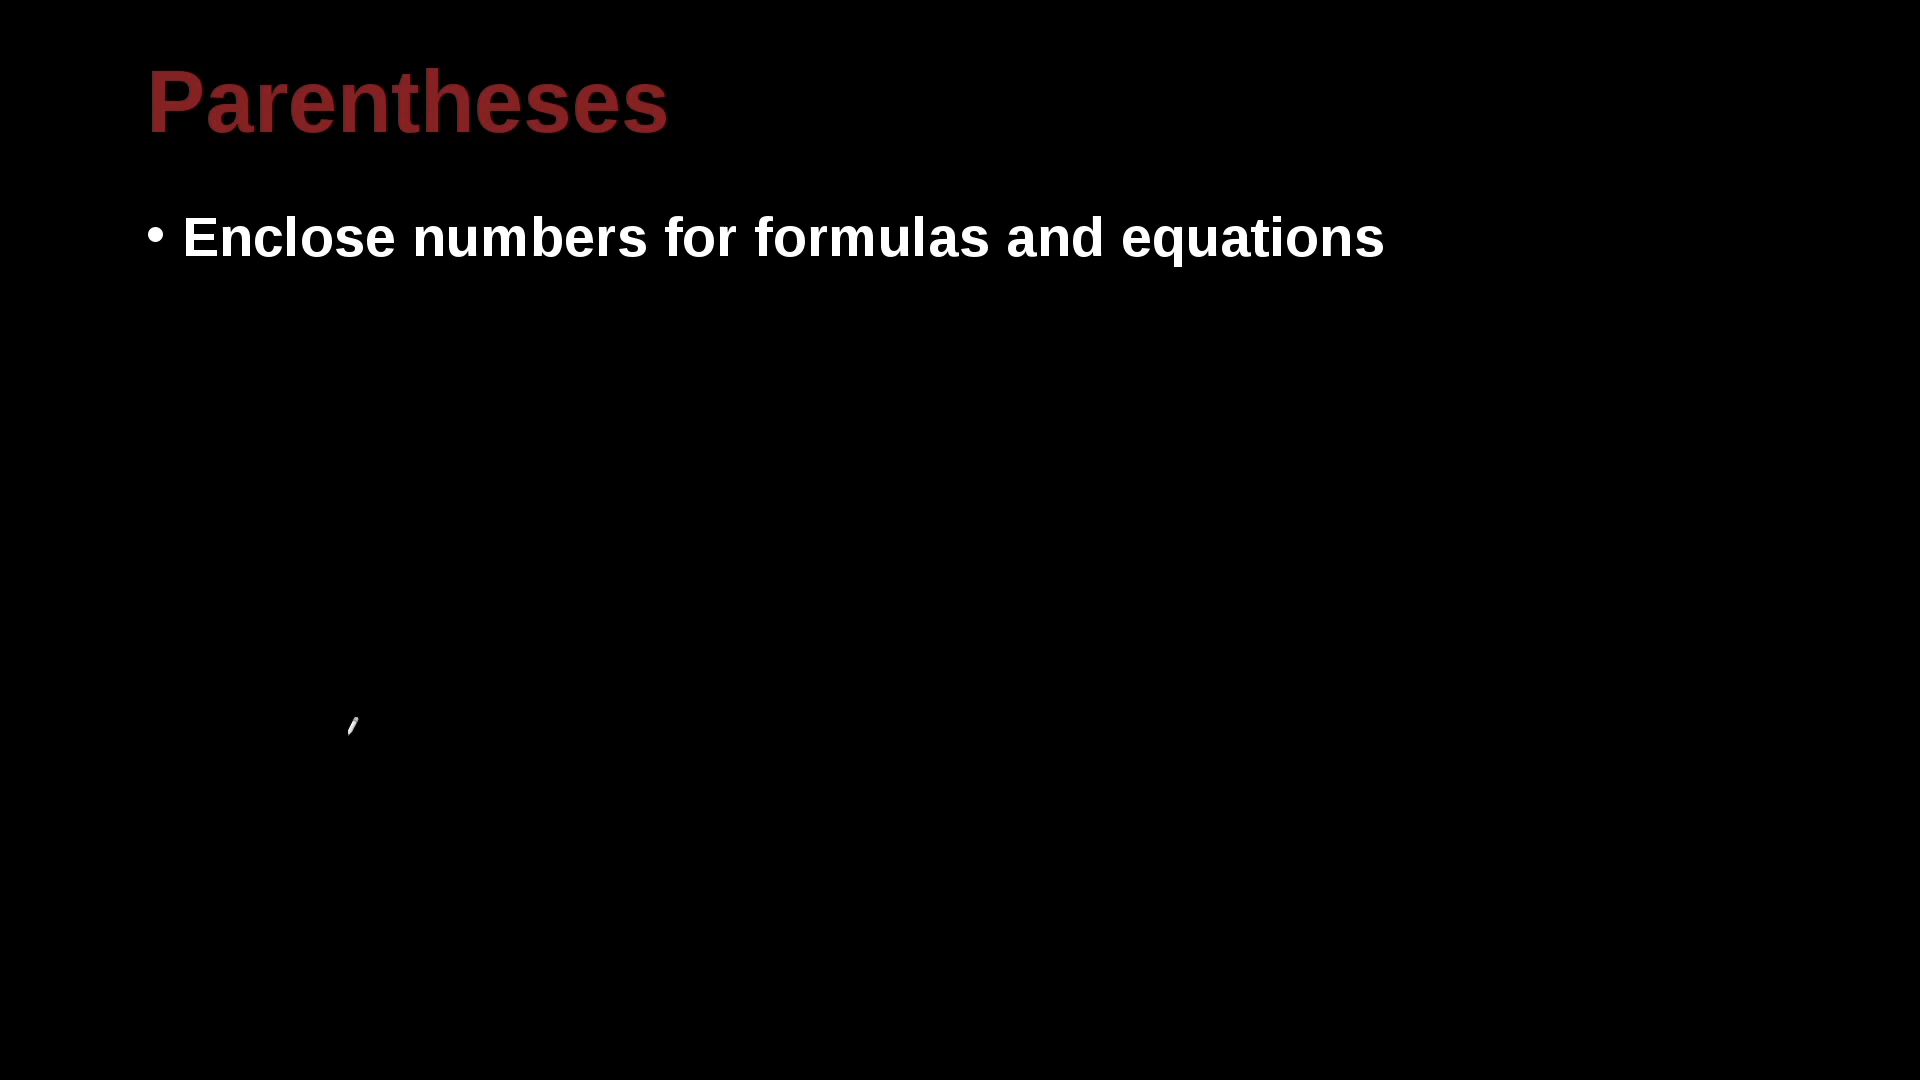 Parentheses
• Enclose numbers for formulas and equations